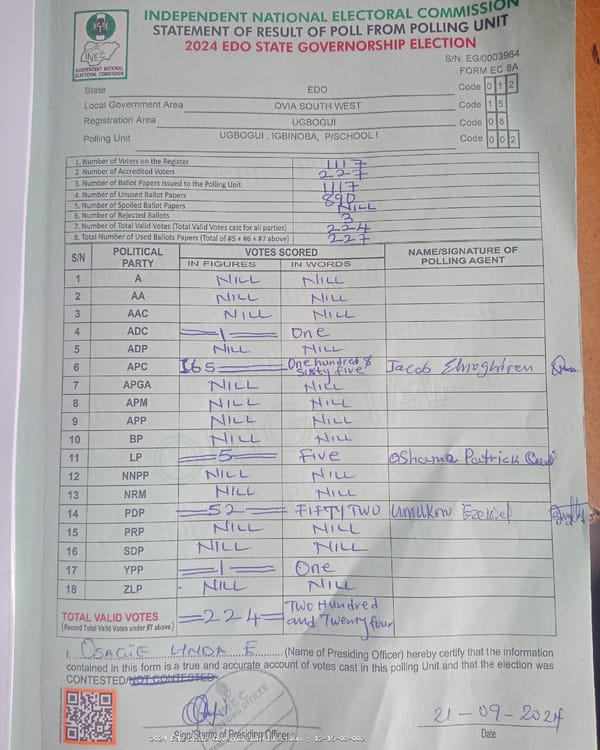 INDEPENDENT NATIONAL ELECTORAL COMMISSION
STATEMENT OF RESULT OF POLL FROM POLLING UNIT
2024 EDO STATE GOVERNORSHIP ELECTION
INEC
INDEPENDENT NATIONAL ELECTORAL COMMISSION
S/N: EG/0003964
FORM EC 8A
State EDO Code 0 1 2
Local Government Area OVIA SOUTH WEST Code 1 5
Registration Area UGBOGUI Code 0 8
Polling Unit UGBOGUI , IGBINOBA, P/SCHOOL I Code 0 0 2
1. Number of Voters on the Register 1117
2. Number of Accredited Voters 227
3. Number of Ballot Papers Issued to the Polling Unit 1117
4. Number of Unused Ballot Papers 890
5. Number of Spoiled Ballot Papers NILL
6. Number of Rejected Ballots 3
7. Number of Total Valid Votes (Total Valid Votes cast for all parties) 224
8. Total Number of Used Ballots Papers (Total of #5 + #6 + #7 above) 227
S/N POLITICAL PARTY VOTES SCORED NAME/SIGNATURE OF POLLING AGENT
IN FIGURES IN WORDS
1 A NILL NILL
2 AA NILL NILL
3 AAC NILL NILL
4 ADC =1= One
5 ADP NILL NILL
6 APC 165= One hundred & sixty five Jacob
7 APGA NILL NILL
8 APM NILL NILL
9 APP NILL NILL
10 BP NILL NILL
11 LP =5= Five Patrick
12 NNPP NILL NILL
13 NRM NILL NILL
14 PDP =52= FIFTY TWO
15 PRP NILL NILL
16 SDP NILL NILL
17 YPP =1= One
18 ZLP NILL NILL
TOTAL VALID VOTES =224= Two Hundred and Twenty four
(Record Total Valid Votes under #7 above)
I, OSAGIE LINDA E (Name of Presiding Officer) hereby certify that the information
contained in this form is a true and accurate account of votes cast in this polling Unit and that the election was
CONTESTED/NOT CONTESTED
21-09-2024
Sign/Stamp of Presiding Officer Date